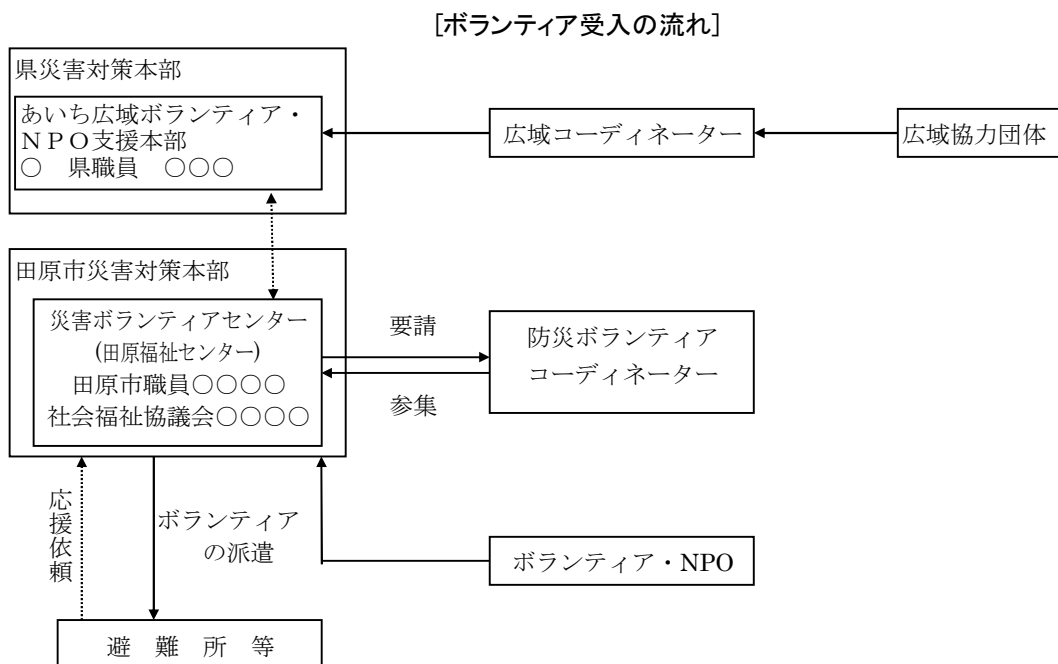 [ボランティア受入の流れ]
県災害対策本部
あいち広域ボランティア・
NPO支援本部
○　県職員　○○○
広域コーディネーター
広域協力団体
田原市災害対策本部
災害ボランティアセンター
(田原福祉センター)
田原市職員○○○○
社会福祉協議会○○○○
要請
参集
防災ボランティア
コーディネーター
応援依頼
ボランティア
の派遣
ボランティア・NPO
避　難　所　等